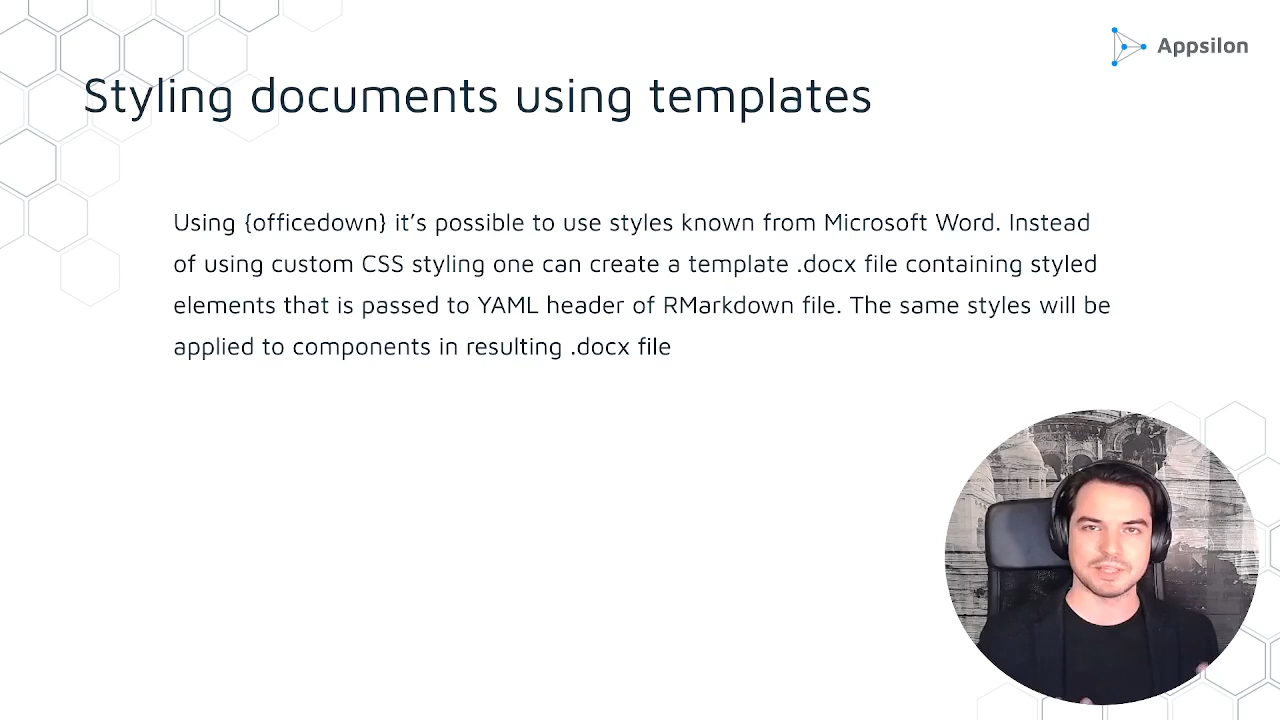 Appsilon
Styling documents using templates
Using {officedown} it’s possible to use styles known from Microsoft Word. Instead
of using custom CSS styling one can create a template .docx file containing styled
elements that is passed to YAML header of RMarkdown file. The same styles will be
applied to components in resulting .docx file